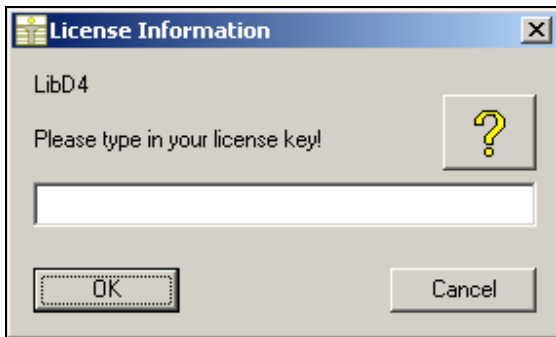 License Information
LibD4
Please type in your license key!
?
OK
Cancel